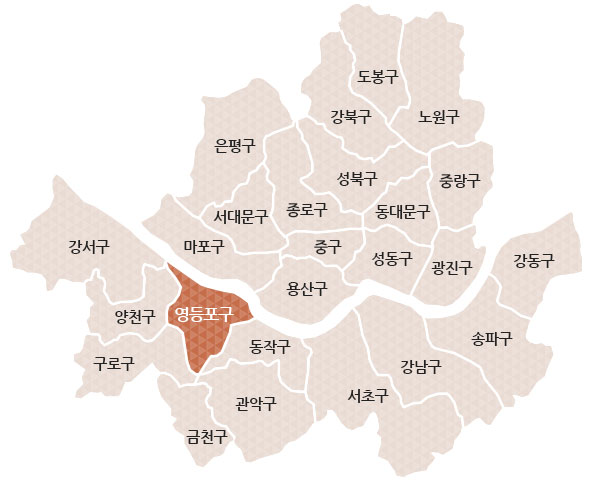 도봉구
강북구
노원구
은평구
성북구
중랑구
서대문구
종로구
동대문구
강서구
마포구
중구
성동구
광진구
강동구
용산구
양천구
영등포구
동작구
송파구
구로구
강남구
관악구
서초구
금천구